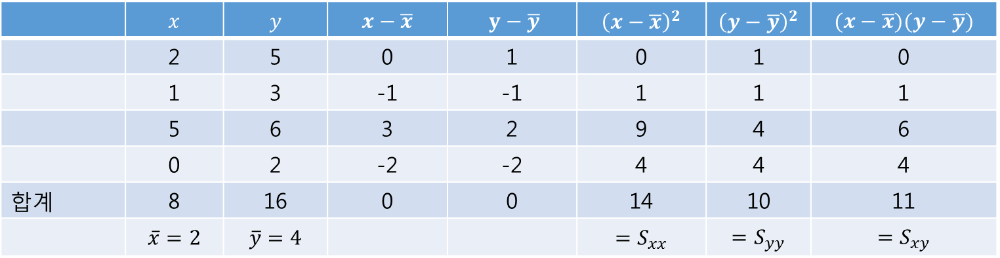 x y x − x̅ y − y̅ (x − x̅)² (y − y̅)² (x − x̅)(y − y̅)
2 5 0 1 0 1 0
1 3 -1 -1 1 1 1
5 6 3 2 9 4 6
0 2 -2 -2 4 4 4
합계 8 16 0 0 14 10 11
x̅ = 2 y̅ = 4 = Sxx = Syy = Sxy